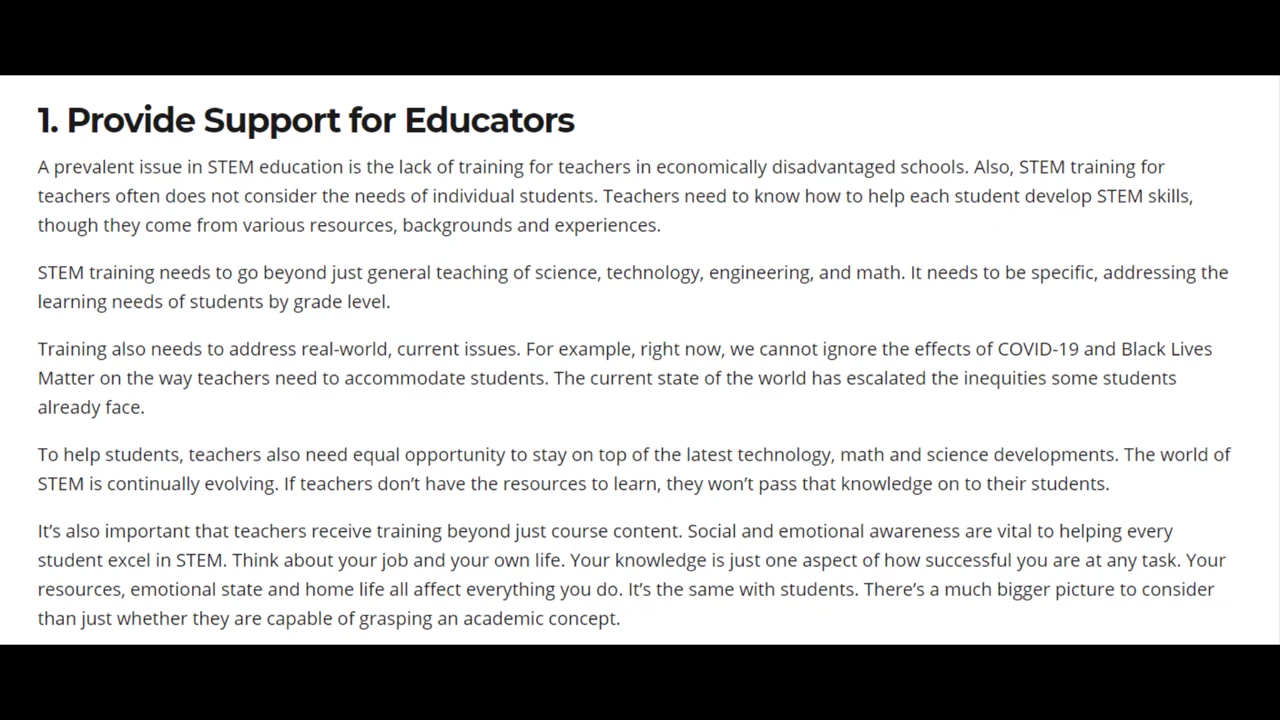 1. Provide Support for Educators
A prevalent issue in STEM education is the lack of training for teachers in economically disadvantaged schools. Also, STEM training for
teachers often does not consider the needs of individual students. Teachers need to know how to help each student develop STEM skills,
though they come from various resources, backgrounds and experiences.
STEM training needs to go beyond just general teaching of science, technology, engineering, and math. It needs to be specific, addressing the
learning needs of students by grade level.
Training also needs to address real-world, current issues. For example, right now, we cannot ignore the effects of COVID-19 and Black Lives
Matter on the way teachers need to accommodate students. The current state of the world has escalated the inequities some students
already face.
To help students, teachers also need equal opportunity to stay on top of the latest technology, math and science developments. The world of
STEM is continually evolving. If teachers don’t have the resources to learn, they won’t pass that knowledge on to their students.
It’s also important that teachers receive training beyond just course content. Social and emotional awareness are vital to helping every
student excel in STEM. Think about your job and your own life. Your knowledge is just one aspect of how successful you are at any task. Your
resources, emotional state and home life all affect everything you do. It’s the same with students. There’s a much bigger picture to consider
than just whether they are capable of grasping an academic concept.